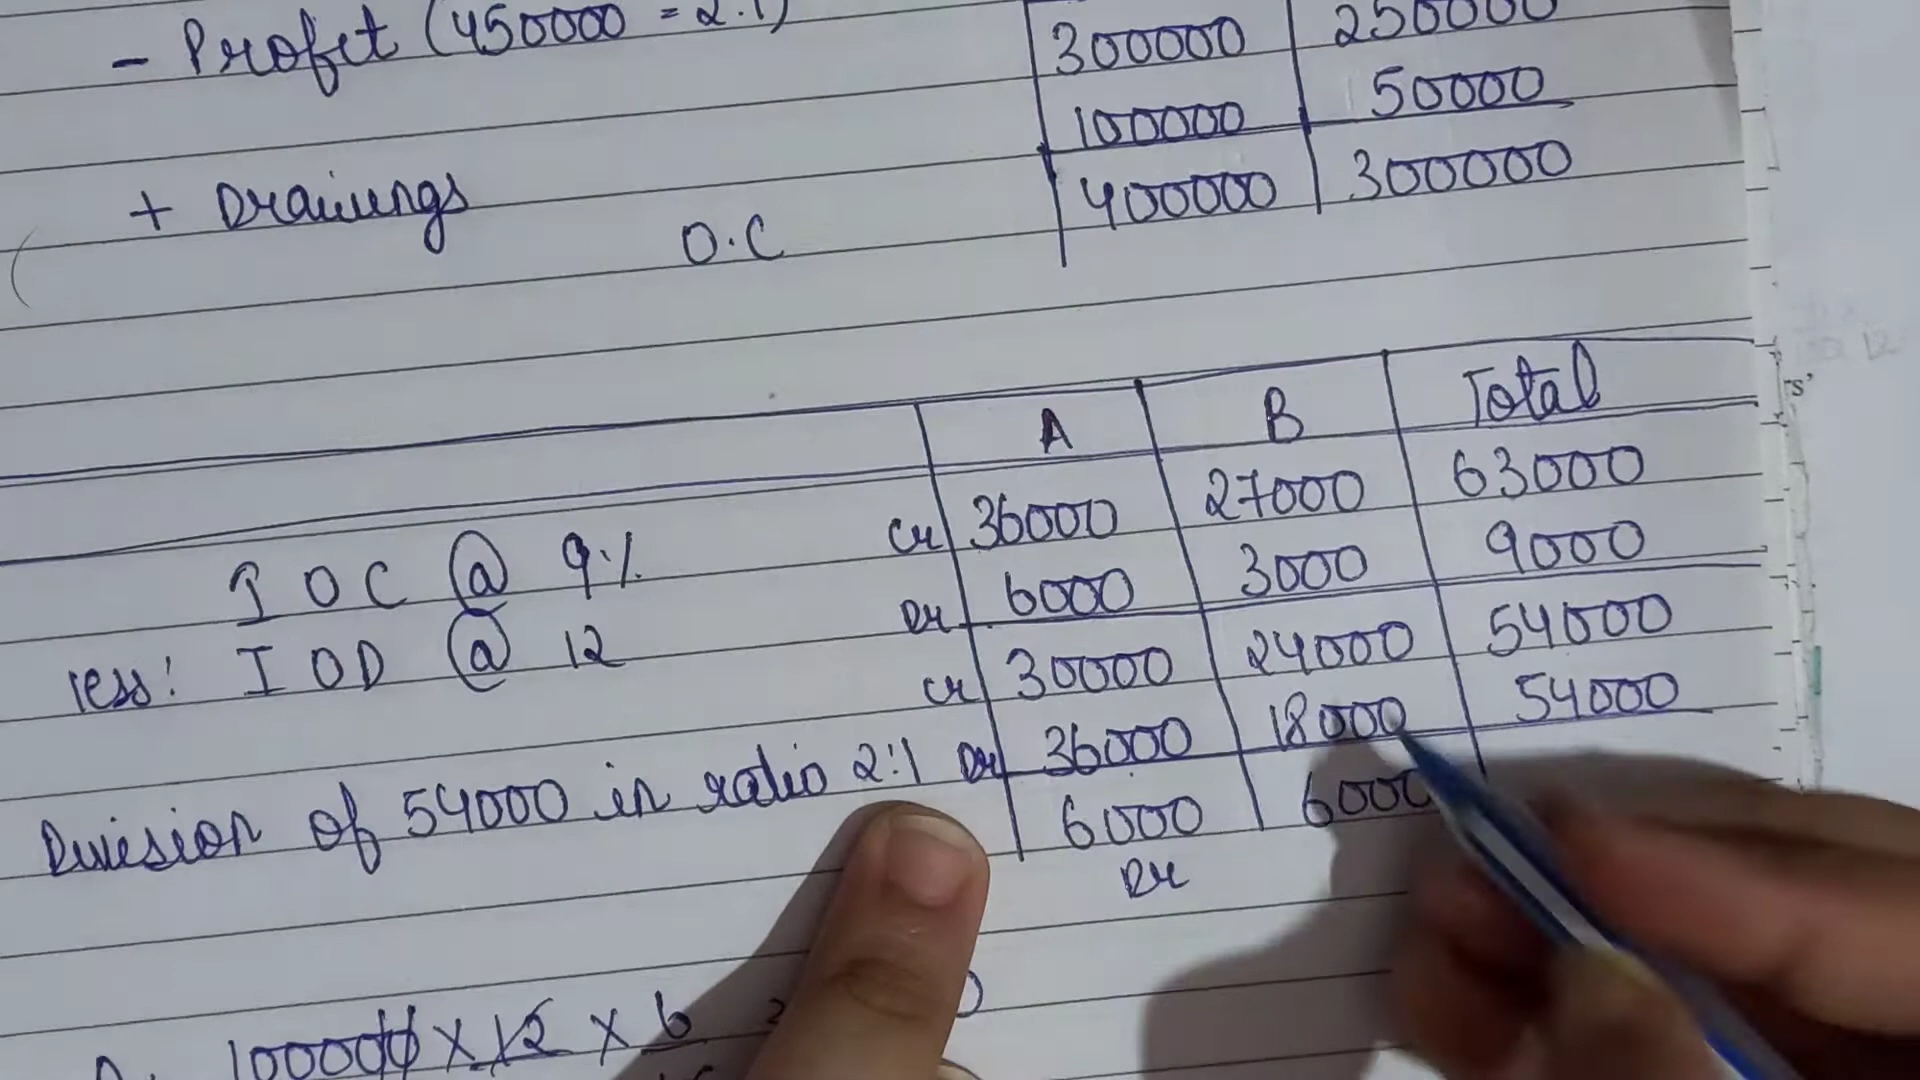 - Profit (450000 = 2:1)
300000 250000
100000 50000
+ Drawings
400000 300000
O.C
A B Total
I O C @ 9% Cr 36000 27000 63000
less: I O D @ 12 Dr 6000 3000 9000
Cr 30000 24000 54000
Division of 54000 in ratio 2:1 Dr 36000 18000 54000
6000 6000
Dr
100000 X 12 X 6